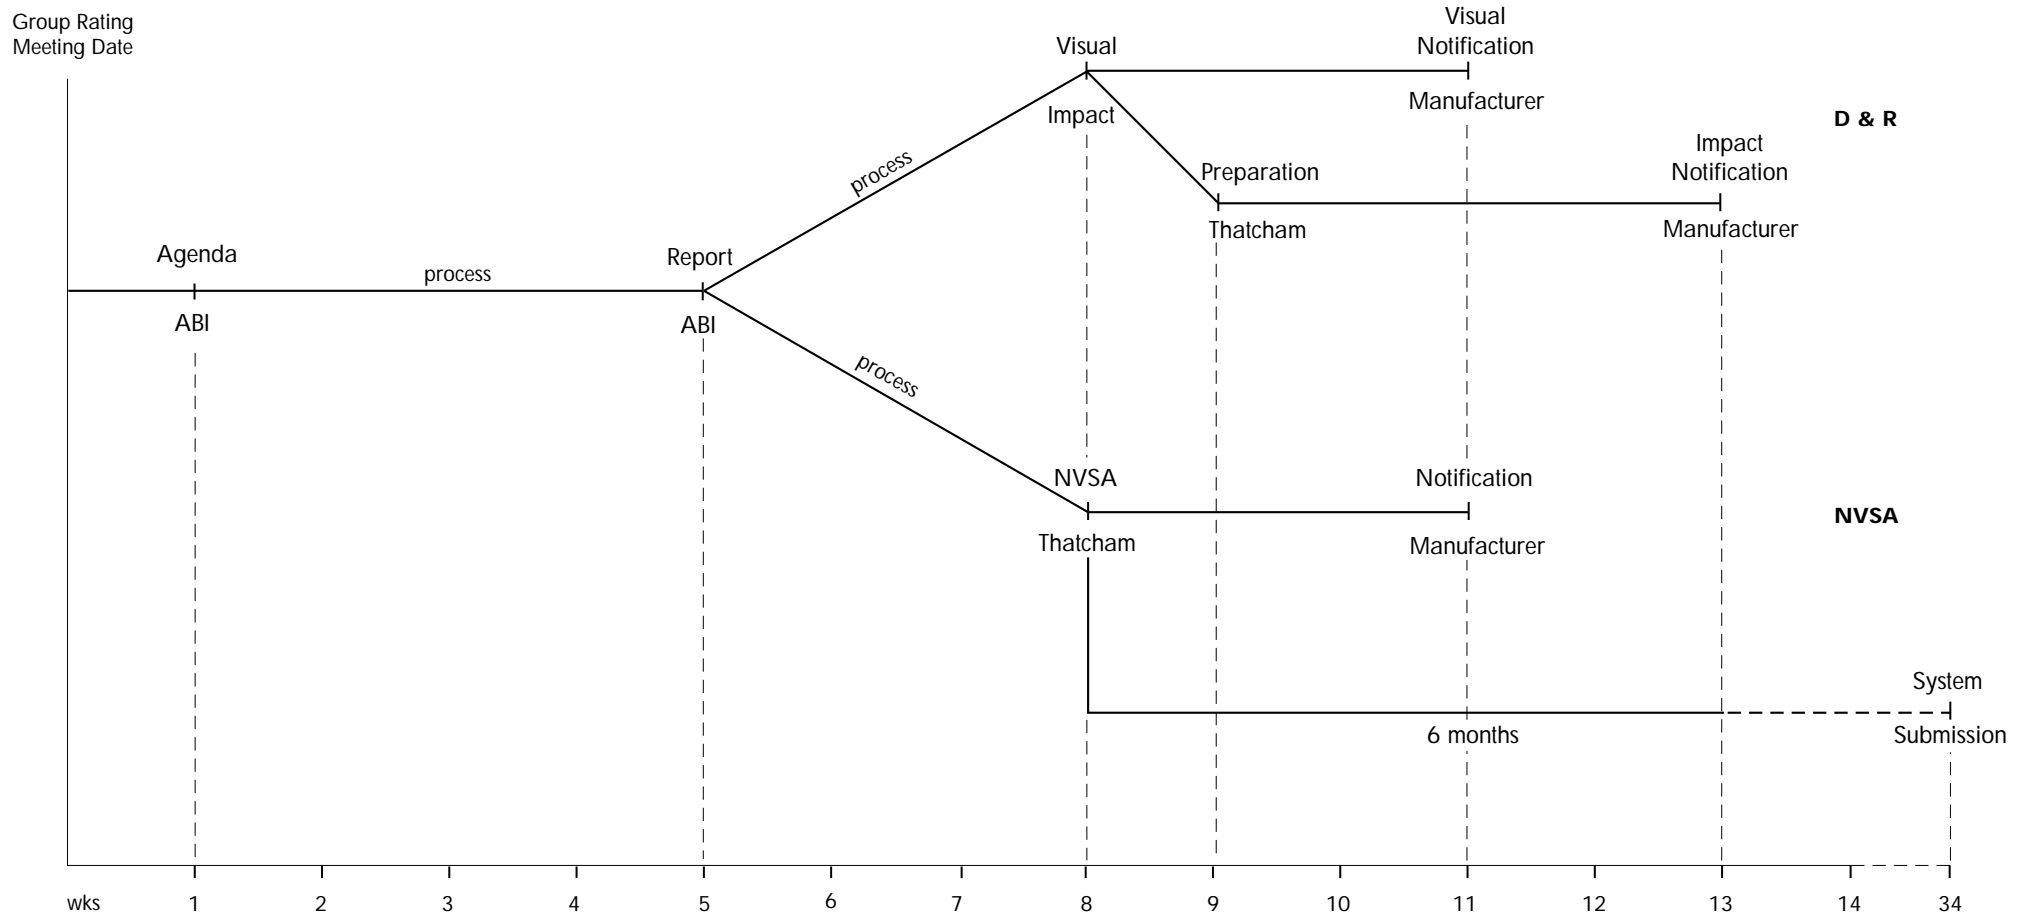 Group Rating
Meeting Date
Visual
Notification
Visual
Manufacturer
Impact
D & R
Impact
Notification
process
Preparation
Thatcham
Manufacturer
Agenda
Report
process
ABI
ABI
process
NVSA
Notification
NVSA
Thatcham
Manufacturer
System
6 months
Submission
wks 1 2 3 4 5 6 7 8 9 10 11 12 13 14 34